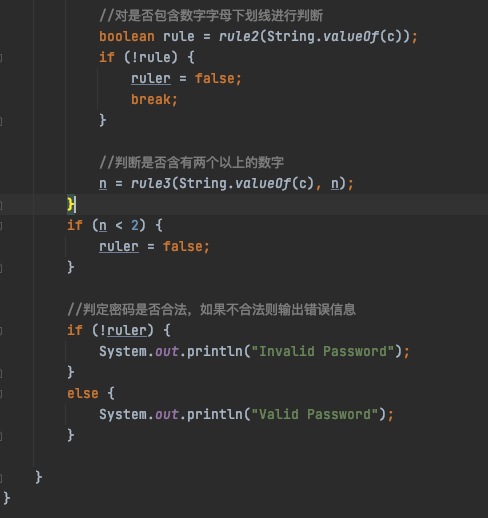 //对是否包含数字字母下划线进行判断
boolean rule = rule2(String.valueOf(c));
if (!rule) {
ruler = false;
break;
}
//判断是否含有两个以上的数字
n = rule3(String.valueOf(c), n);
}
if (n < 2) {
ruler = false;
}
//判定密码是否合法，如果不合法则输出错误信息
if (!ruler) {
System.out.println("Invalid Password");
}
else {
System.out.println("Valid Password");
}
}
}